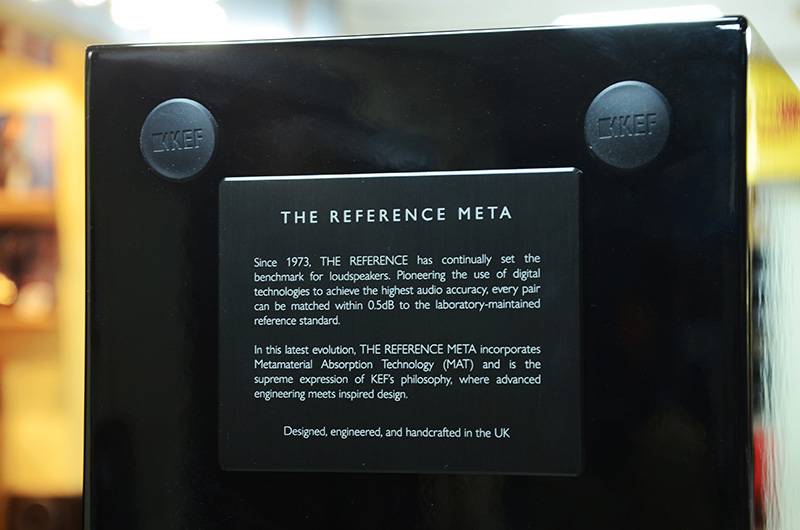 KEF
KEF
THE REFERENCE META
Since 1973, THE REFERENCE has continually set the
benchmark for loudspeakers. Pioneering the use of digital
technologies to achieve the highest audio accuracy, every pair
can be matched within 0.5dB to the laboratory-maintained
reference standard.
In this latest evolution, THE REFERENCE META incorporates
Metamaterial Absorption Technology (MAT) and is the
supreme expression of KEF's philosophy, where advanced
engineering meets inspired design.
Designed, engineered, and handcrafted in the UK